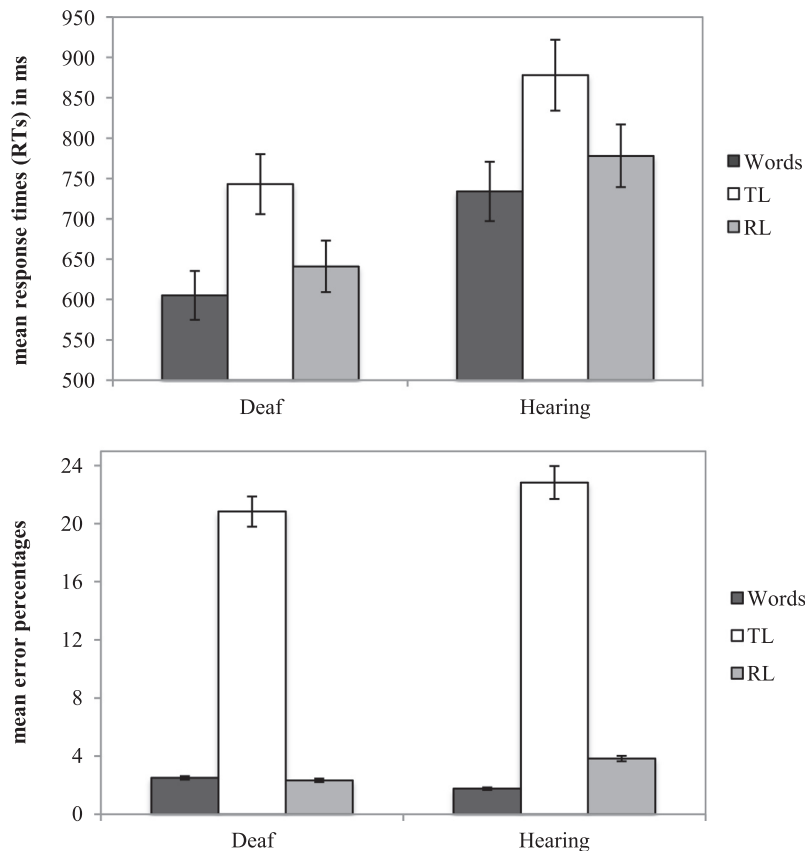 mean response times (RTs) in ms
950
900
850
800
750
700
650
600
550
500
Deaf
Hearing
Words
TL
RL
mean error percentages
24
20
16
12
8
4
0
Deaf
Hearing
Words
TL
RL